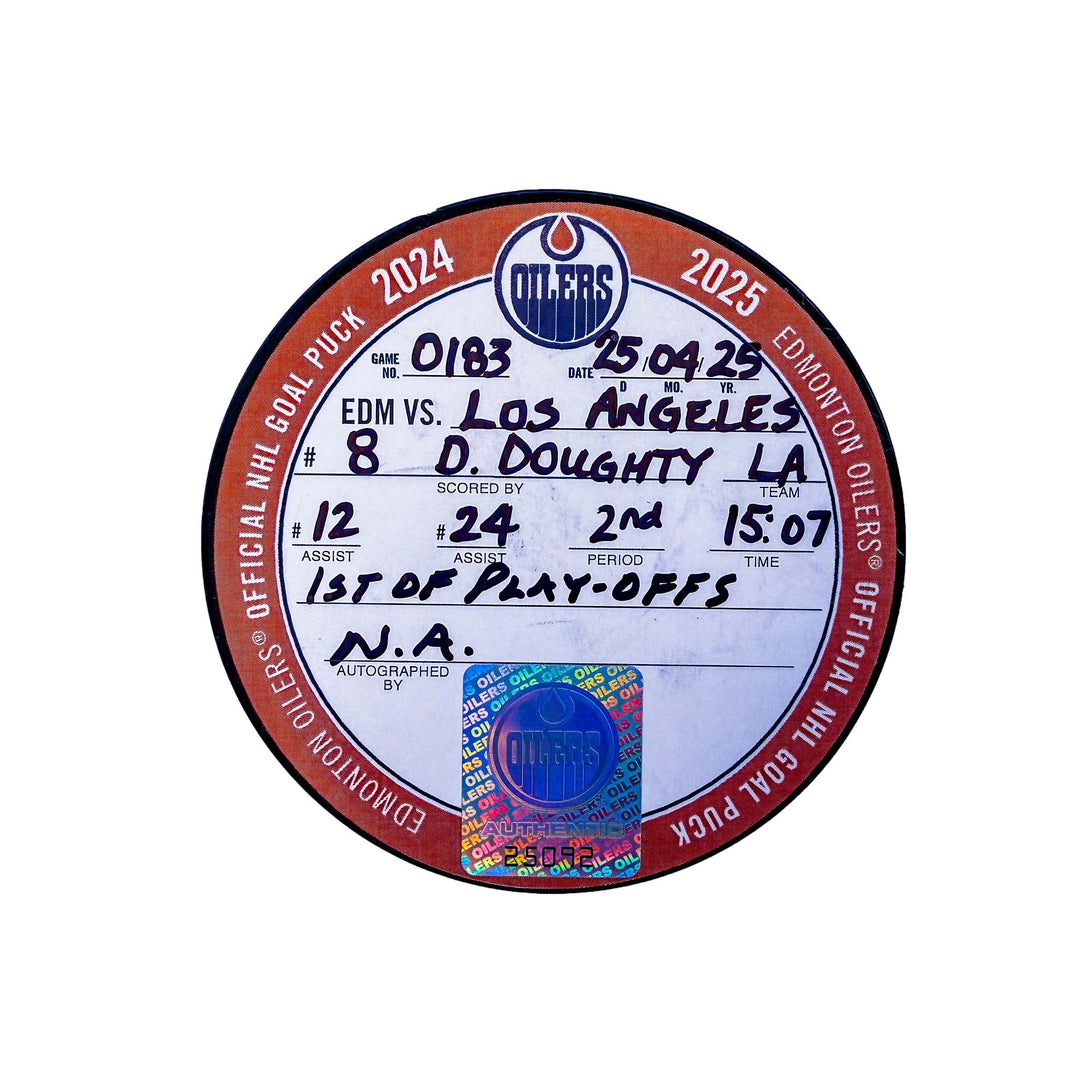 2024 2025
OILERS
EDMONTON OILERS® OFFICIAL NHL GOAL PUCK
EDMONTON OILERS® OFFICIAL NHL GOAL PUCK
GAME NO. 0183 DATE 25/04/25
D MO. YR.
EDM VS. LOS ANGELES
# 8 D. DOUGHTY LA
SCORED BY TEAM
# 12 # 24 2nd 15:07
ASSIST ASSIST PERIOD TIME
1ST OF PLAY-OFFS
N.A.
AUTOGRAPHED BY
OILERS
AUTHENTIC
25092